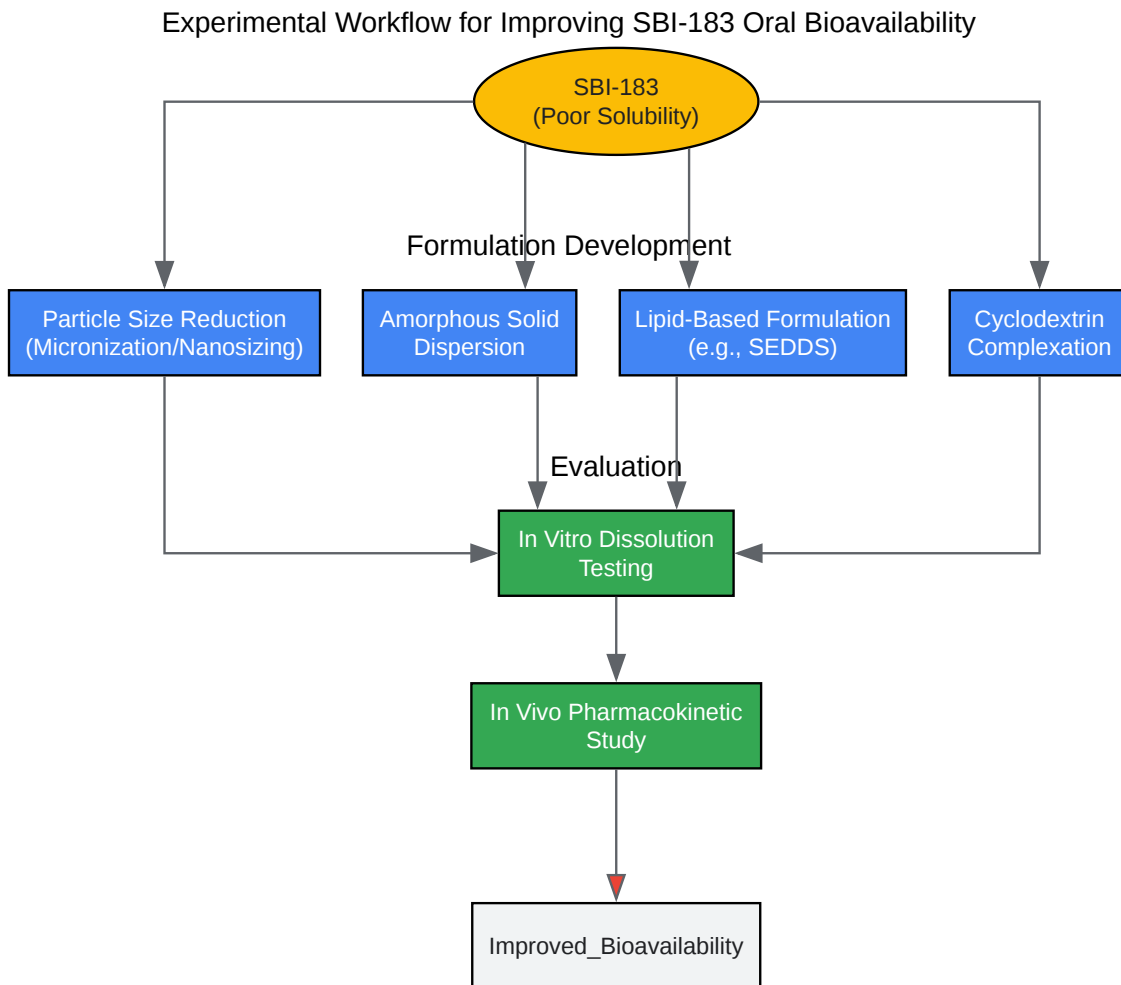 Experimental Workflow for Improving SBI-183 Oral Bioavailability
SBI-183
(Poor Solubility)
Formulation Development
Particle Size Reduction
(Micronization/Nanosizing)
Amorphous Solid
Dispersion
Lipid-Based Formulation
(e.g., SEDDS)
Cyclodextrin
Complexation
Evaluation
In Vitro Dissolution
Testing
In Vivo Pharmacokinetic
Study
Improved_Bioavailability